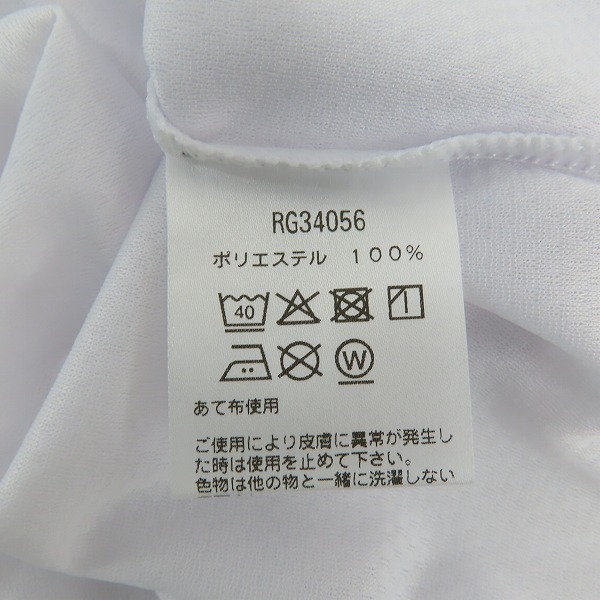 RG34056
ポリエステル 100%
40
W
あて布使用
ご使用により皮膚に異常が発生し
た時は使用を止めて下さい。
色物は他の物と一緒に洗濯しない